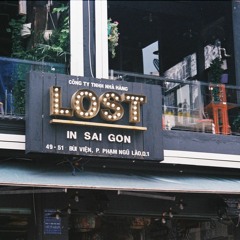 CÔNG TY TNHH NHÀ HÀNG
LOST
IN SAI GON
49 - 51 BÙI VIỆN, P. PHẠM NGŨ LÃO, Q.1